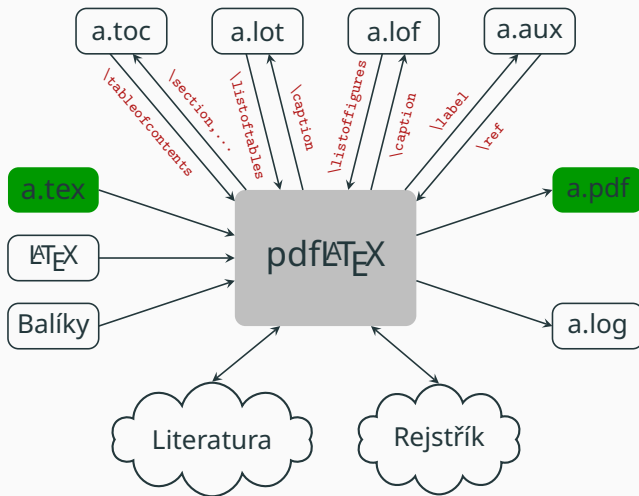 a.toc
a.lot
a.lof
a.aux
\tableofcontents
\section,...
\listoftables
\caption
\listoffigures
\caption
\label
\ref
a.tex
a.pdf
LATEX
pdfLATEX
Balíky
a.log
Literatura
Rejstřík